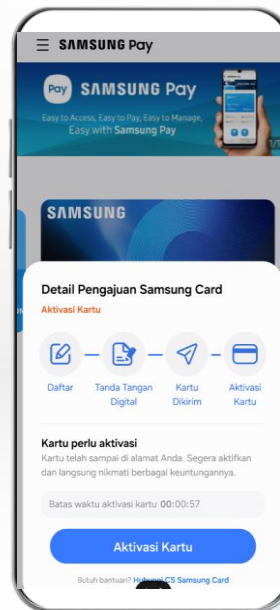 SAMSUNG Pay
Pay SAMSUNG Pay
Easy to Access, Easy to Pay, Easy to Manage,
Easy with Samsung Pay
1/1
SAMSUNG
Detail Pengajuan Samsung Card
Aktivasi Kartu
Daftar
Tanda Tangan
Digital
Kartu
Dikirim
Aktivasi
Kartu
Kartu perlu aktivasi
Kartu telah sampai di alamat Anda. Segera aktifkan
dan langsung nikmati berbagai keuntungannya.
Batas waktu aktivasi kartu 00:00:57
Aktivasi Kartu
Butuh bantuan? Hubungi CS Samsung Card